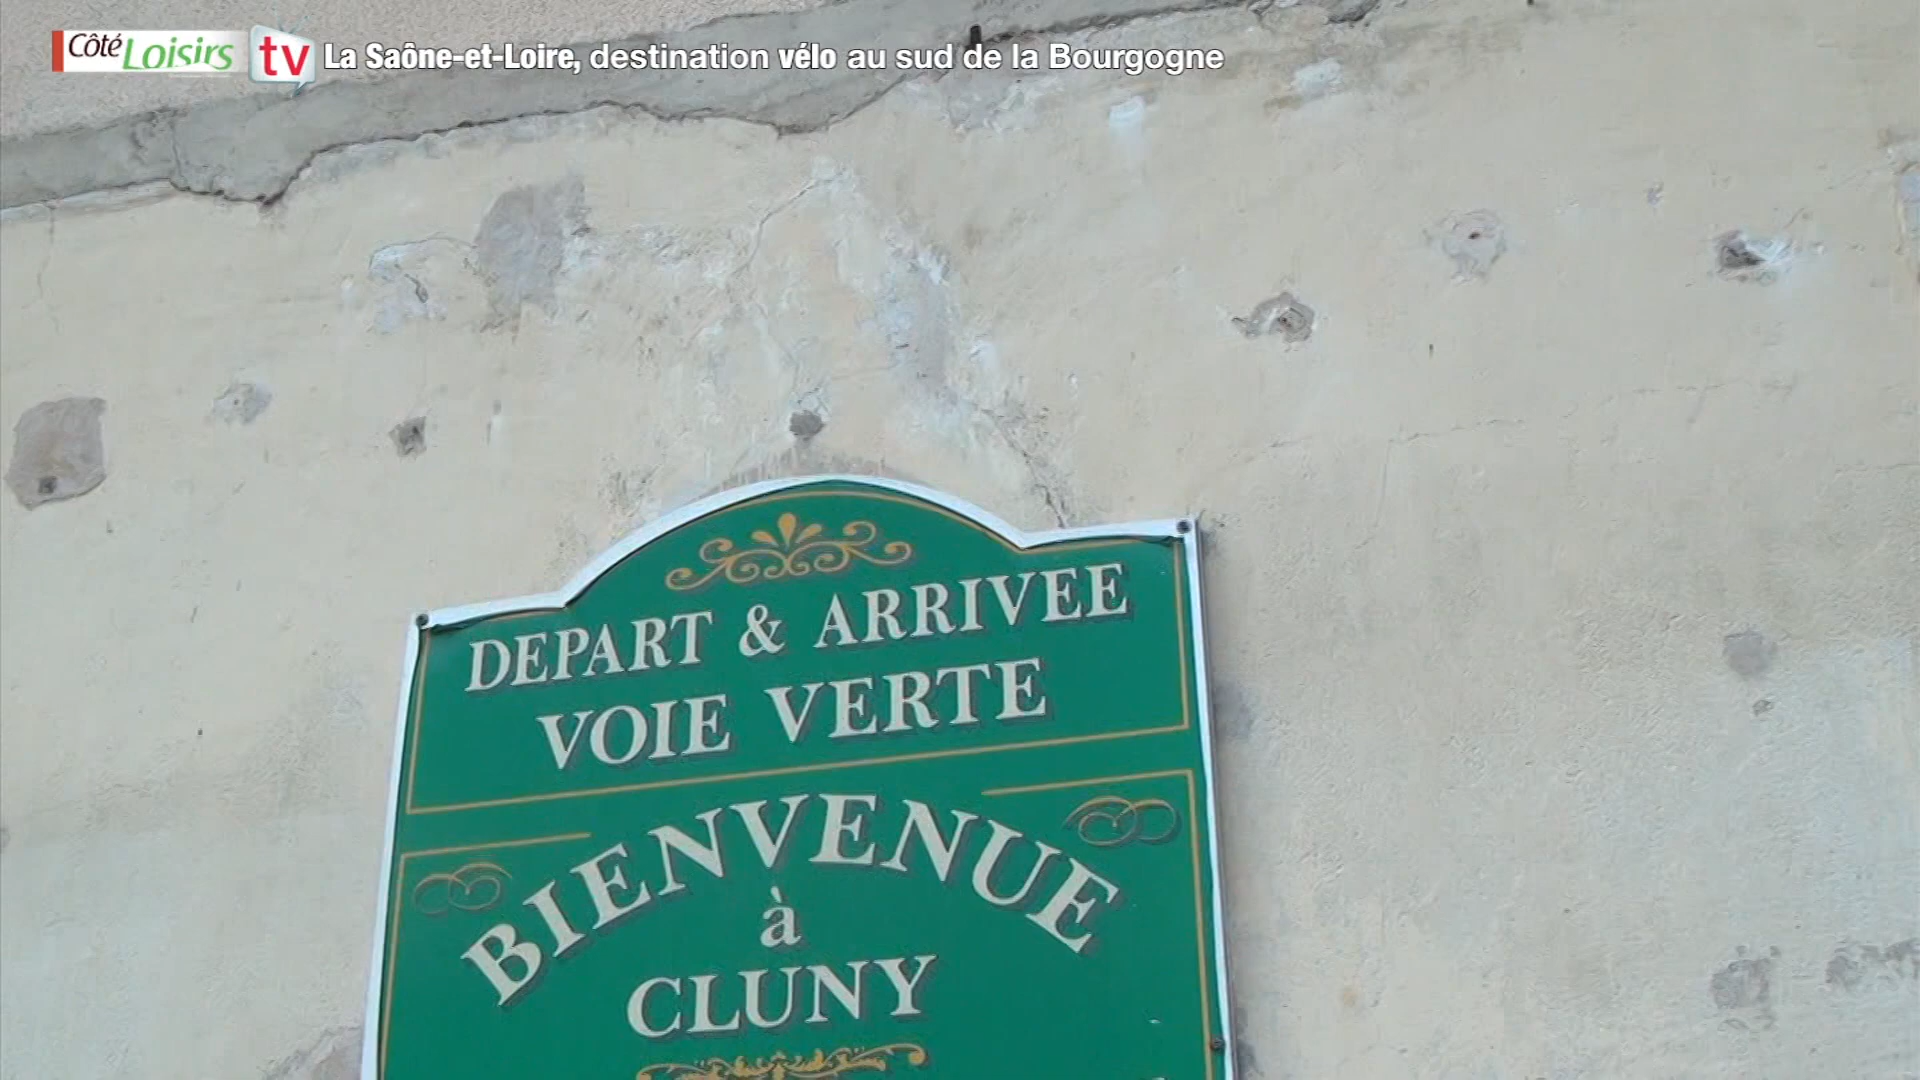 Côté Loisirs tv La Saône-et-Loire, destination vélo au sud de la Bourgogne
DEPART & ARRIVEE
VOIE VERTE
BIENVENUE
à
CLUNY